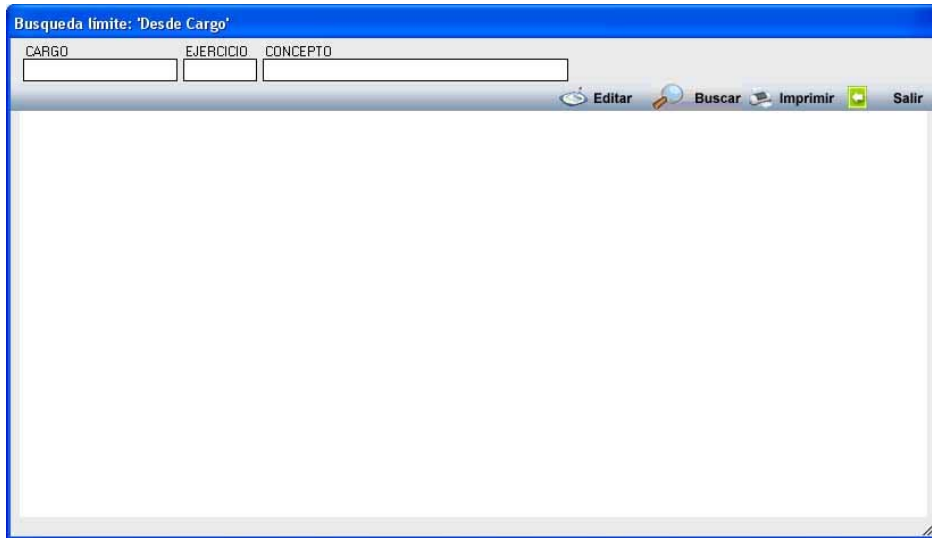 Busqueda límite: 'Desde Cargo'
CARGO EJERCICIO CONCEPTO
Editar Buscar Imprimir Salir